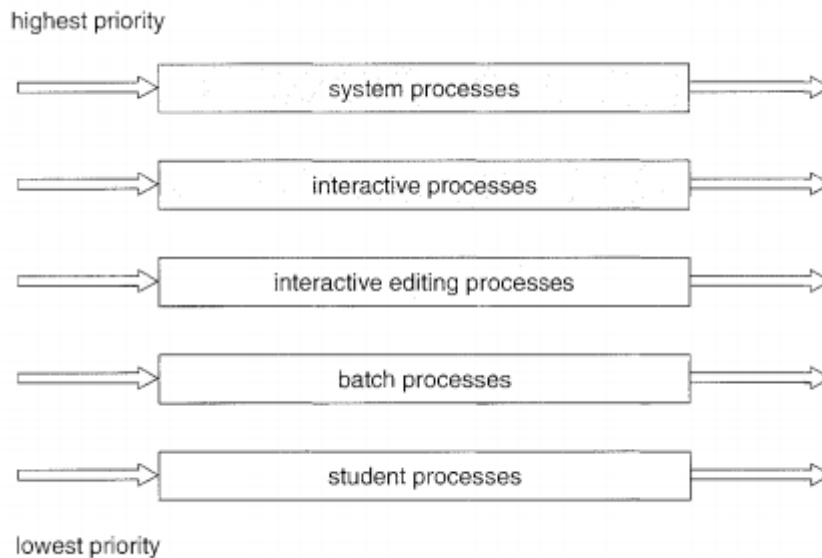 highest priority
system processes
interactive processes
interactive editing processes
batch processes
student processes
lowest priority